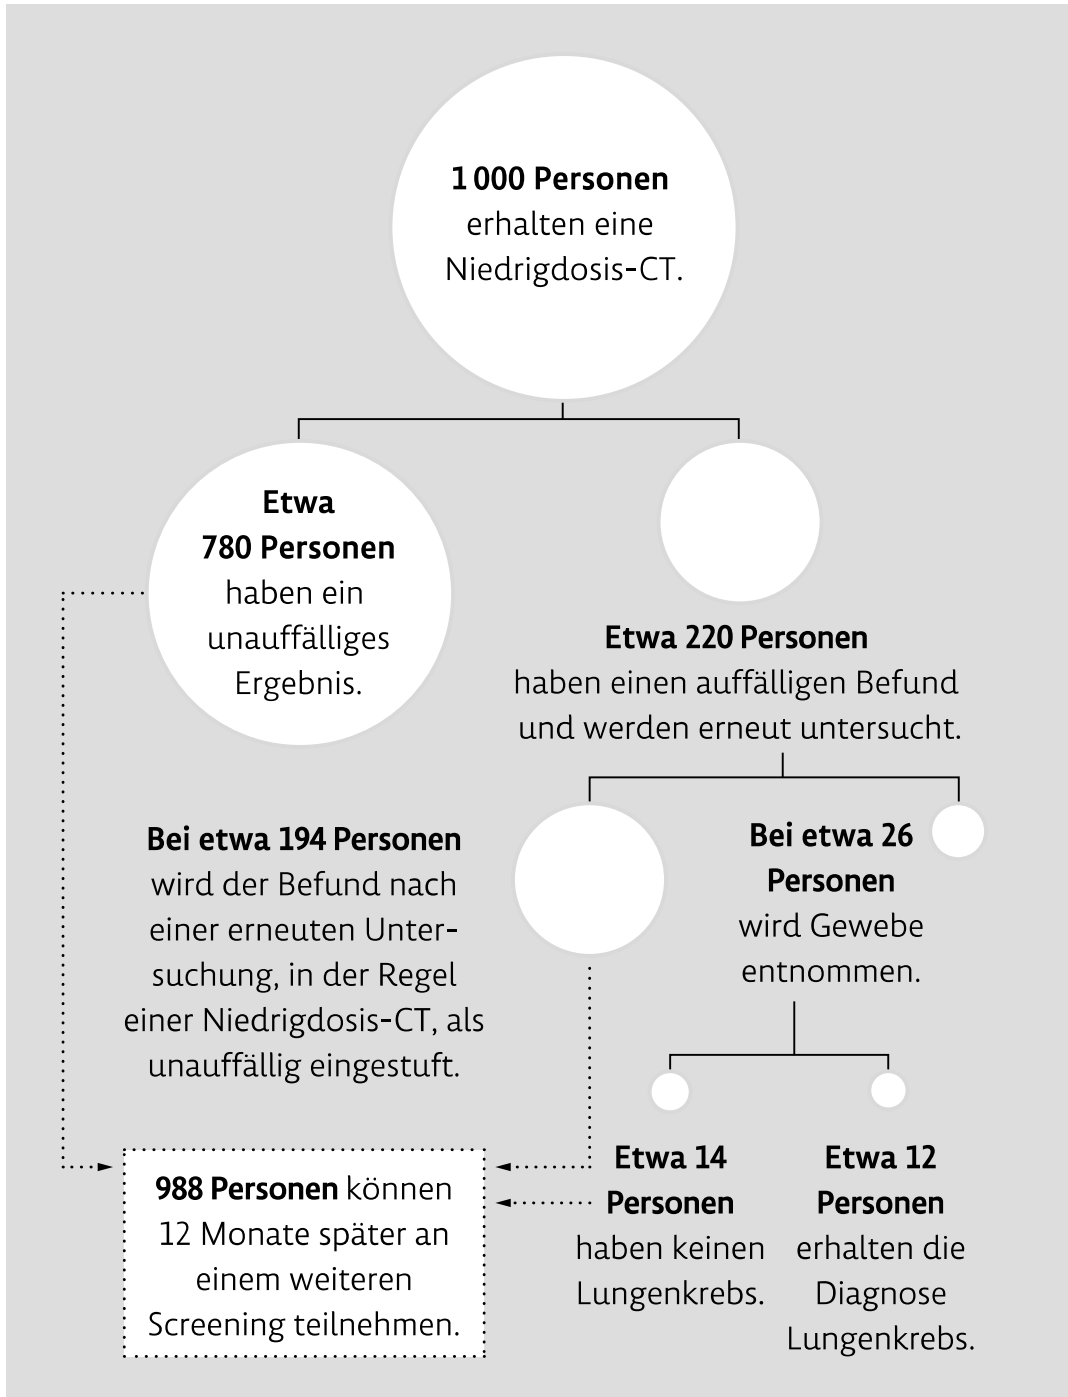 1 000 Personen
erhalten eine
Niedrigdosis-CT.
Etwa
780 Personen
haben ein
unauffälliges
Ergebnis.
Etwa 220 Personen
haben einen auffälligen Befund
und werden erneut untersucht.
Bei etwa 194 Personen
wird der Befund nach
einer erneuten Unter-
suchung, in der Regel
einer Niedrigdosis-CT, als
unauffällig eingestuft.
Bei etwa 26
Personen
wird Gewebe
entnommen.
Etwa 14
Personen
haben keinen
Lungenkrebs.
Etwa 12
Personen
erhalten die
Diagnose
Lungenkrebs.
988 Personen können
12 Monate später an
einem weiteren
Screening teilnehmen.